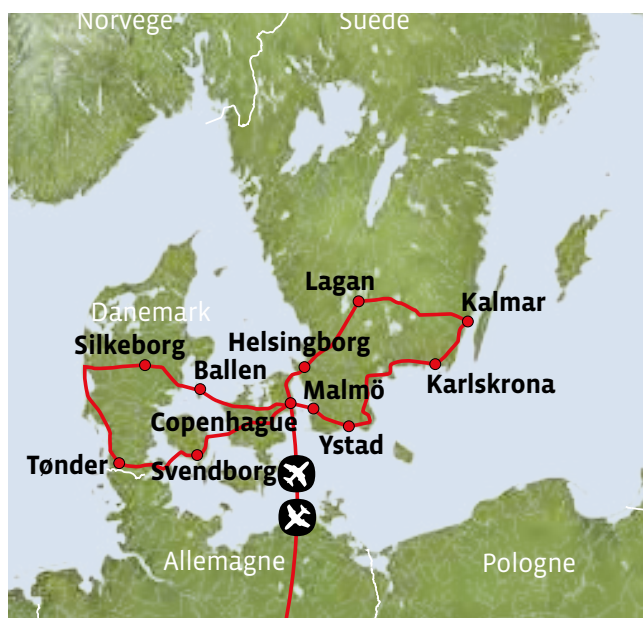 Norvège
Suède
Lagan
Kalmar
Danemark
Helsingborg
Silkeborg
Ballen
Malmö
Karlskrona
Copenhague
Ystad
Tønder
Svendborg
Allemagne
Pologne